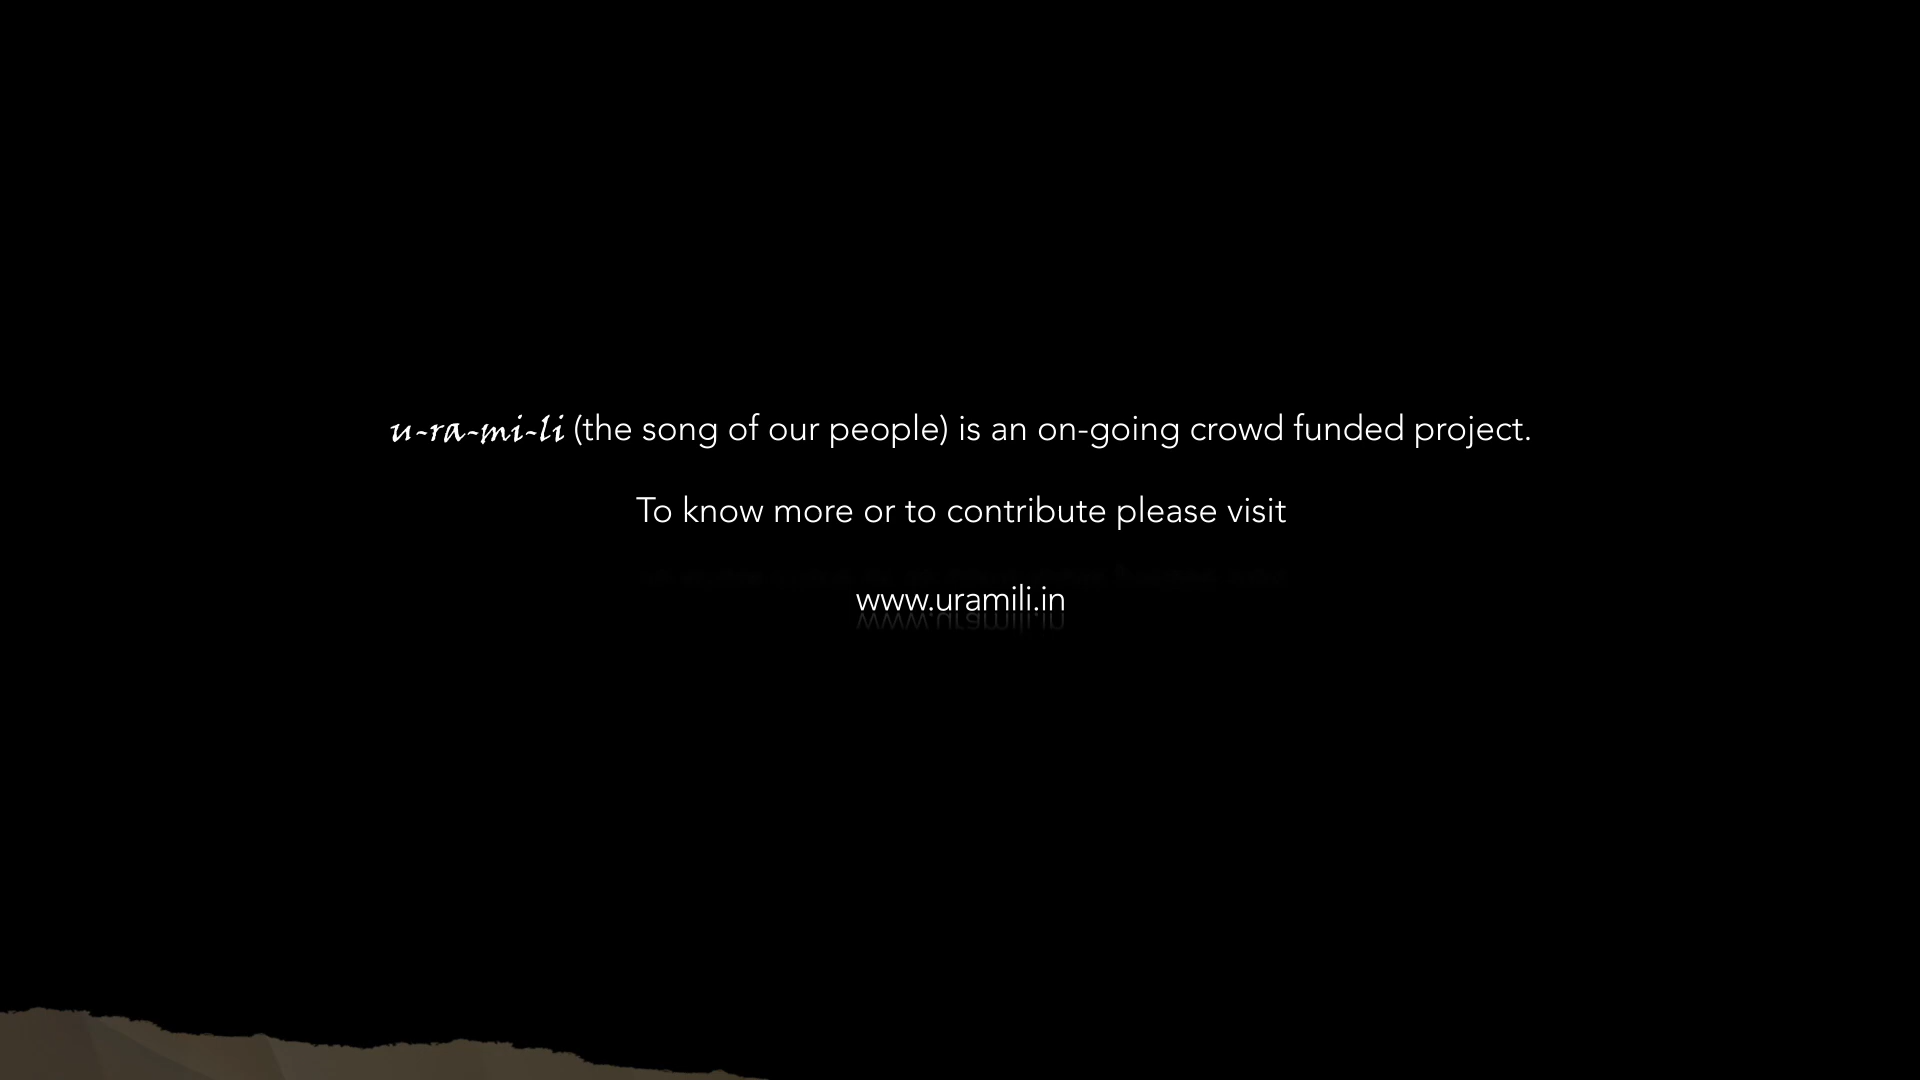 u-ra-mi-li (the song of our people) is an on-going crowd funded project.
To know more or to contribute please visit
www.uramili.in